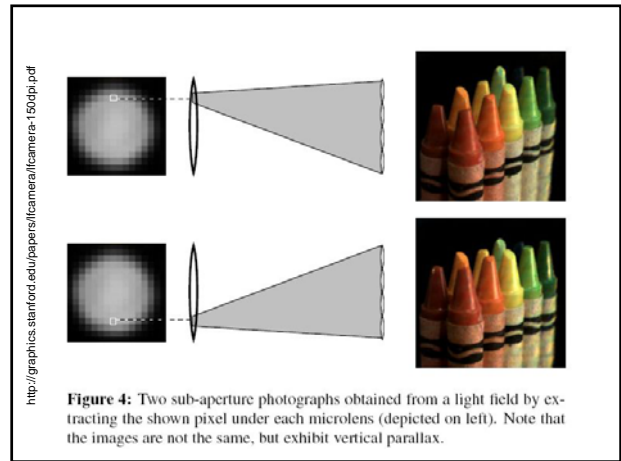 http://graphics.stanford.edu/papers/lfcamera/lfcamera-150dpi.pdf
Figure 4: Two sub-aperture photographs obtained from a light field by ex-
tracting the shown pixel under each microlens (depicted on left). Note that
the images are not the same, but exhibit vertical parallax.